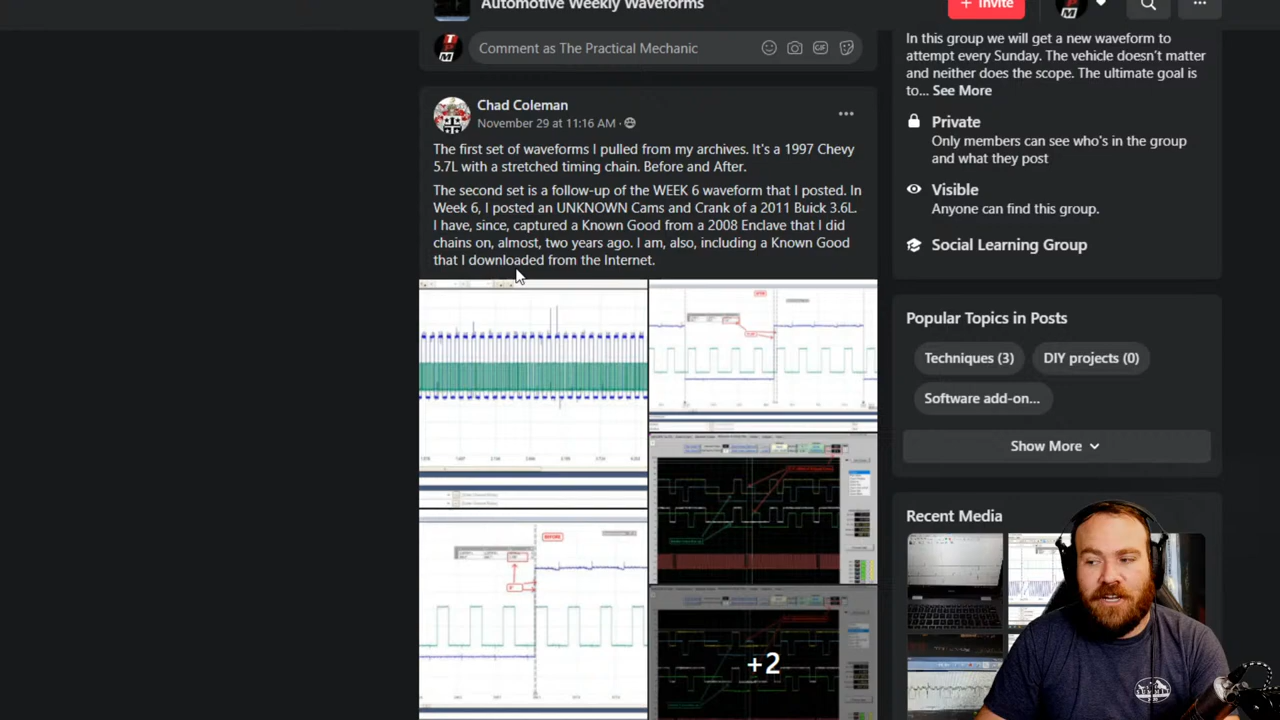 Automotive Weekly Waveforms
+ Invite
Comment as The Practical Mechanic
GIF
Chad Coleman
November 29 at 11:16 AM ·
The first set of waveforms I pulled from my archives. It's a 1997 Chevy
5.7L with a stretched timing chain. Before and After.
The second set is a follow-up of the WEEK 6 waveform that I posted. In
Week 6, I posted an UNKNOWN Cams and Crank of a 2011 Buick 3.6L.
I have, since, captured a Known Good from a 2008 Enclave that I did
chains on, almost, two years ago. I am, also, including a Known Good
that I downloaded from the Internet.
BEFORE
+2
In this group we will get a new waveform to
attempt every Sunday. The vehicle doesn't matter
and neither does the scope. The ultimate goal is
to... See More
Private
Only members can see who's in the group
and what they post
Visible
Anyone can find this group.
Social Learning Group
Popular Topics in Posts
Techniques (3)
DIY projects (0)
Software add-on...
Show More
Recent Media